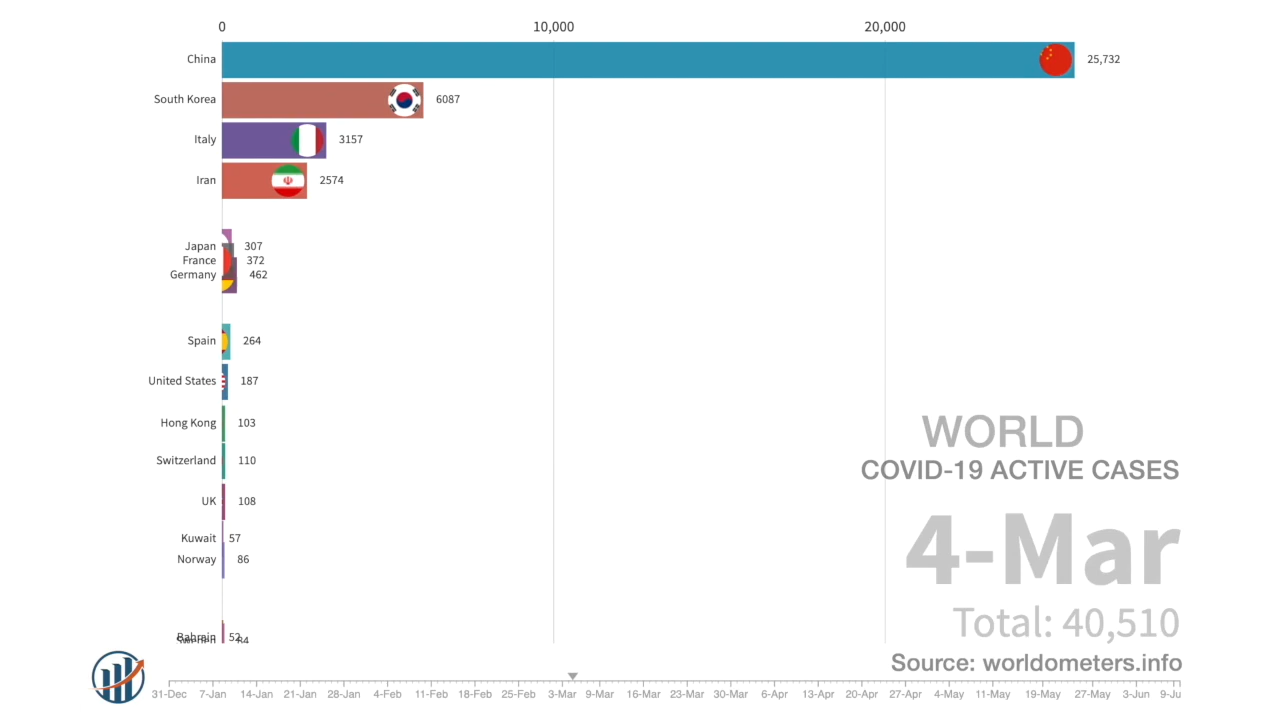 0 10,000 20,000
China 25,732
South Korea 6087
Italy 3157
Iran 2574
Japan 307
France 372
Germany 462
Spain 264
United States 187
Hong Kong 103
Switzerland 110
UK 108
Kuwait 57
Norway 86
Bahrain 52
WORLD
COVID-19 ACTIVE CASES
4-Mar
Total: 40,510
Source: worldometers.info
31-Dec 7-Jan 14-Jan 21-Jan 28-Jan 4-Feb 11-Feb 18-Feb 25-Feb 3-Mar 9-Mar 16-Mar 23-Mar 30-Mar 6-Apr 13-Apr 20-Apr 27-Apr 4-May 11-May 19-May 27-May 3-Jun 9-Ju